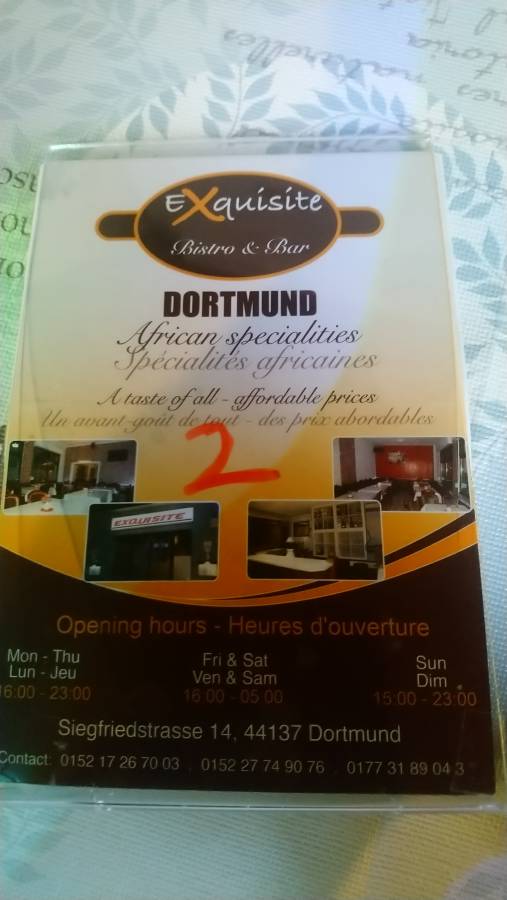 EXquisite
Bistro & Bar
DORTMUND
African specialities
Spécialités africaines
A taste of all - affordable prices
Un avant-goût de tout - des prix abordables
2
EXQUISITE
Opening hours - Heures d'ouverture
Mon - Thu
Lun - Jeu
16:00 - 23:00
Fri & Sat
Ven & Sam
16:00 - 05:00
Sun
Dim
15:00 - 23:00
Siegfriedstrasse 14, 44137 Dortmund
Contact: 0152 17 26 70 03 . 0152 27 74 90 76 . 0177 31 89 04 3